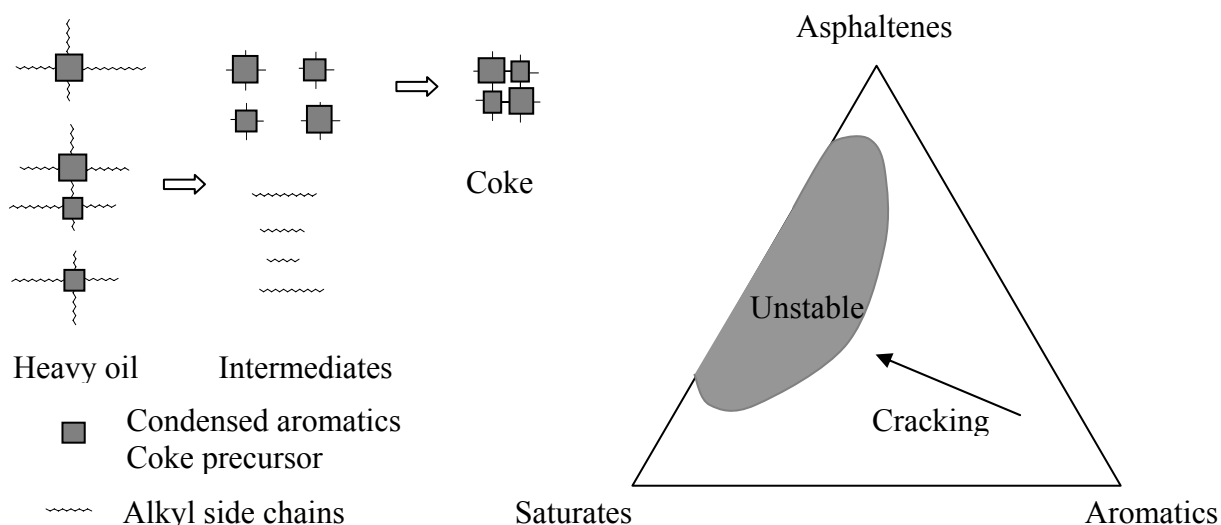 Coke
Heavy oil
Intermediates
Condensed aromatics
Coke precursor
Alkyl side chains
Asphaltenes
Unstable
Cracking
Saturates
Aromatics